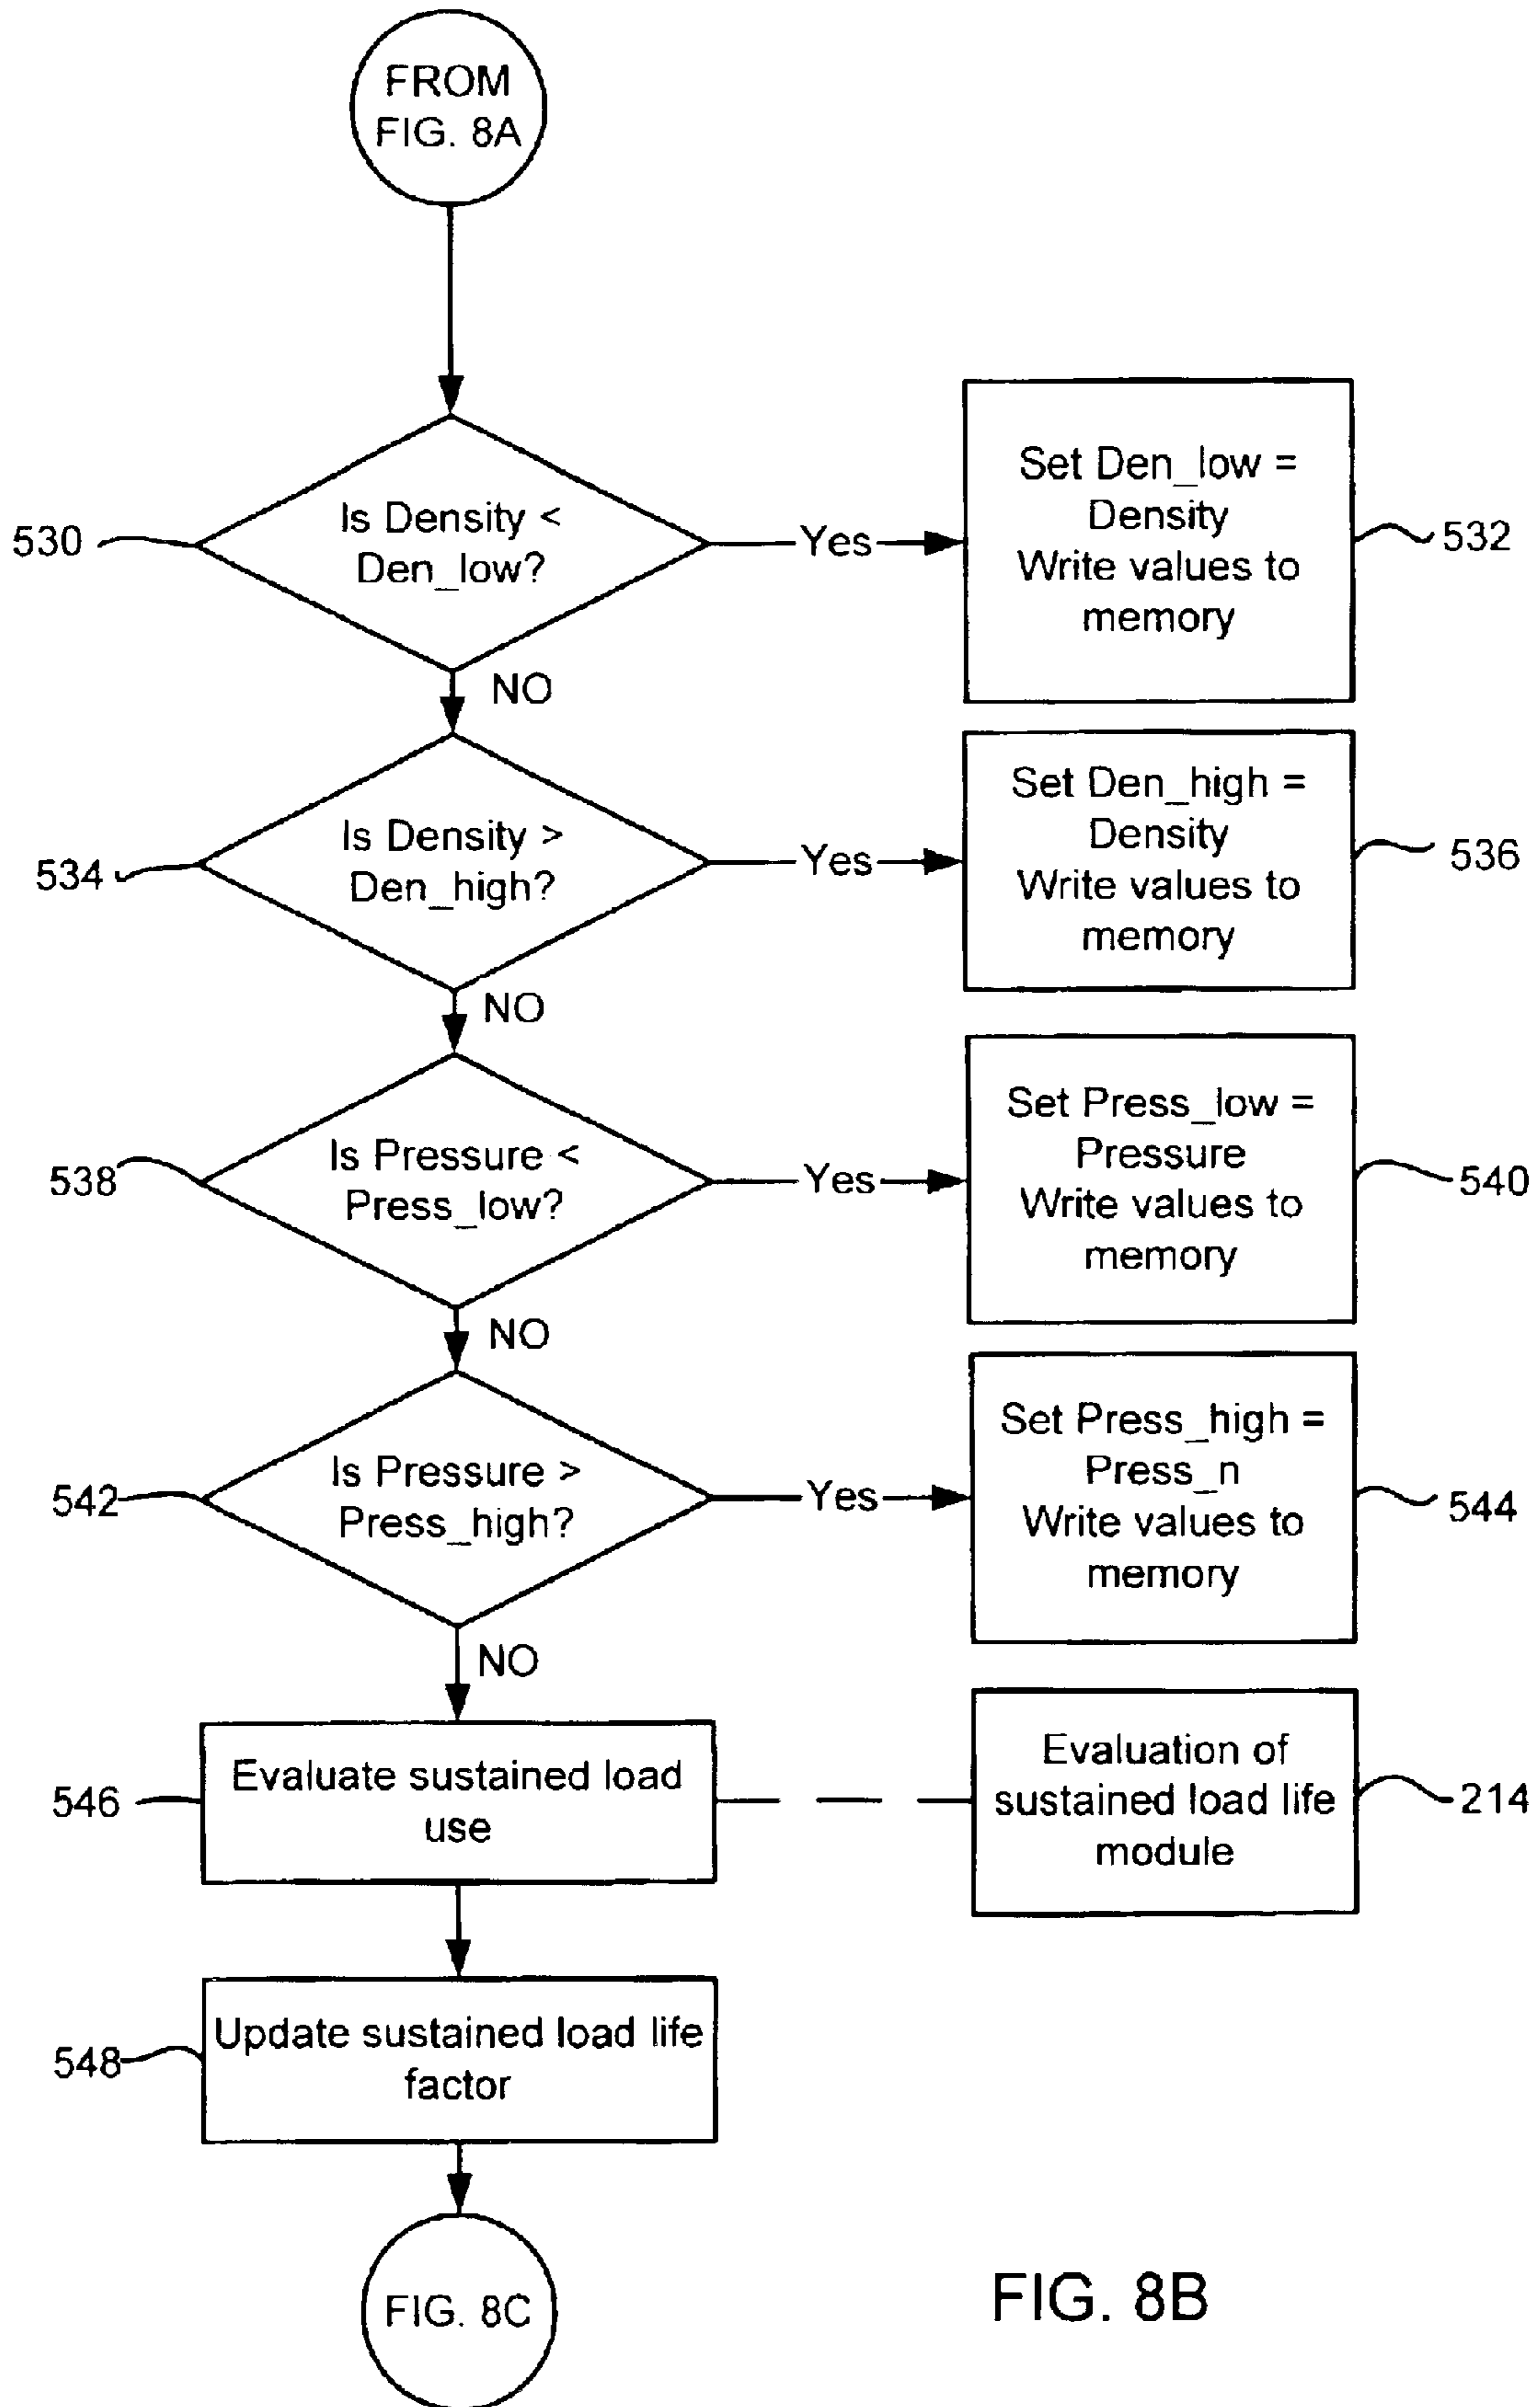 FROM
FIG. 8A
530
Is Density <
Den_low?
Yes
Set Den_low =
Density
Write values to
memory
532
NO
534
Is Density >
Den_high?
Yes
Set Den_high =
Density
Write values to
memory
536
NO
538
Is Pressure <
Press_low?
Yes
Set Press_low =
Pressure
Write values to
memory
540
NO
542
Is Pressure >
Press_high?
Yes
Set Press_high =
Press_n
Write values to
memory
544
NO
546
Evaluate sustained load
use
Evaluation of
sustained load life
module
214
548
Update sustained load life
factor
FIG. 8C
FIG. 8B